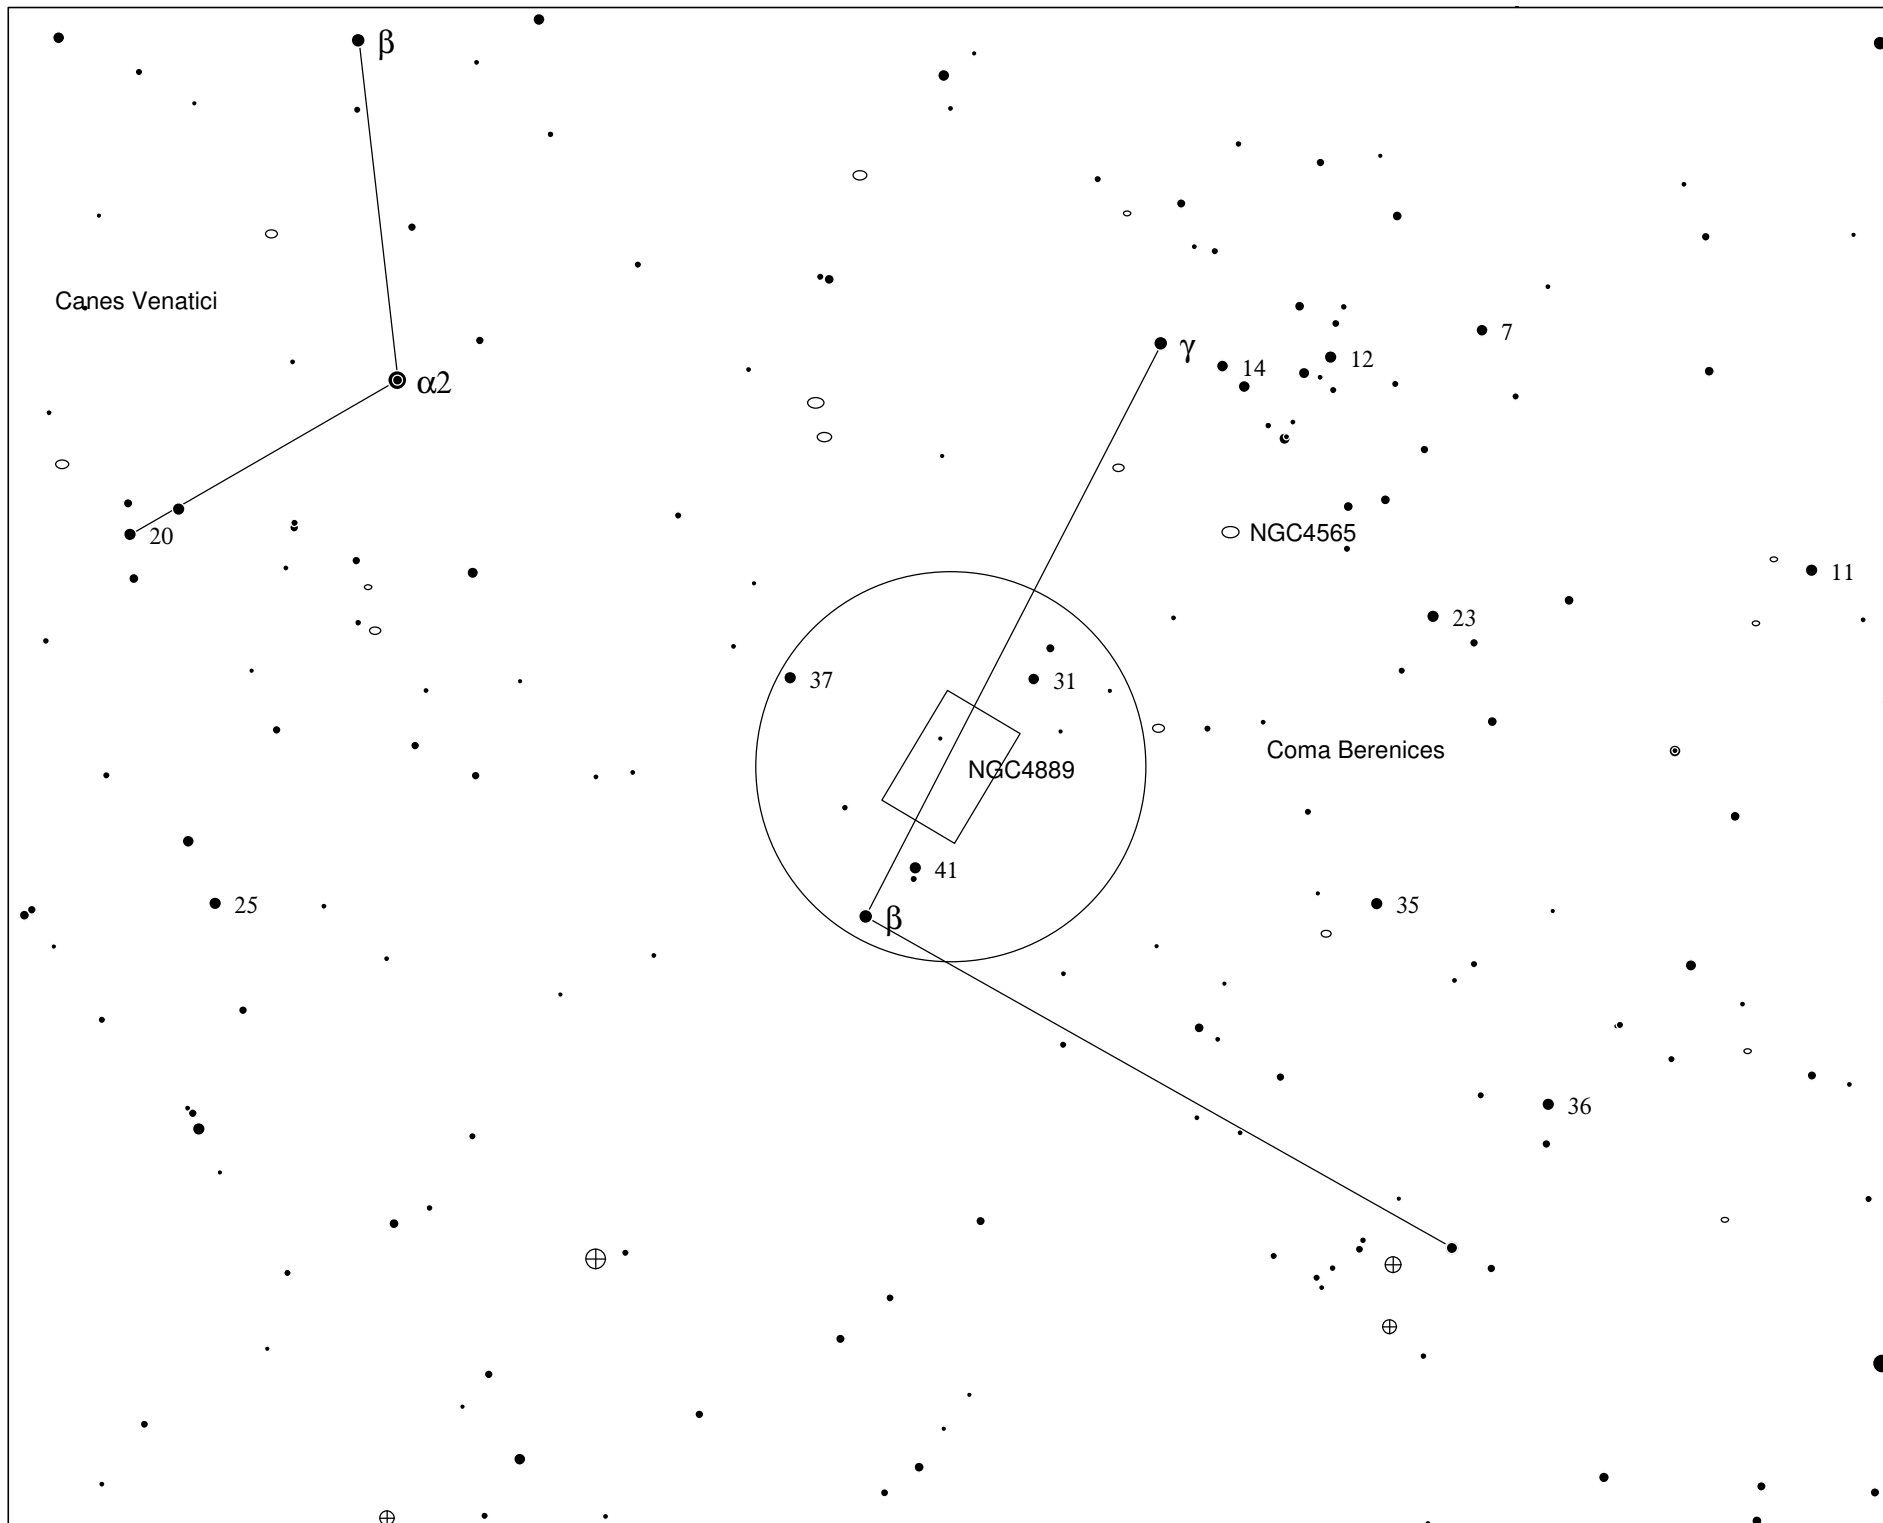 β
Canes Venatici
7
γ
12
14
α2
NGC4565
20
11
23
37
31
Coma Berenices
NGC4889
41
25
35
β
36